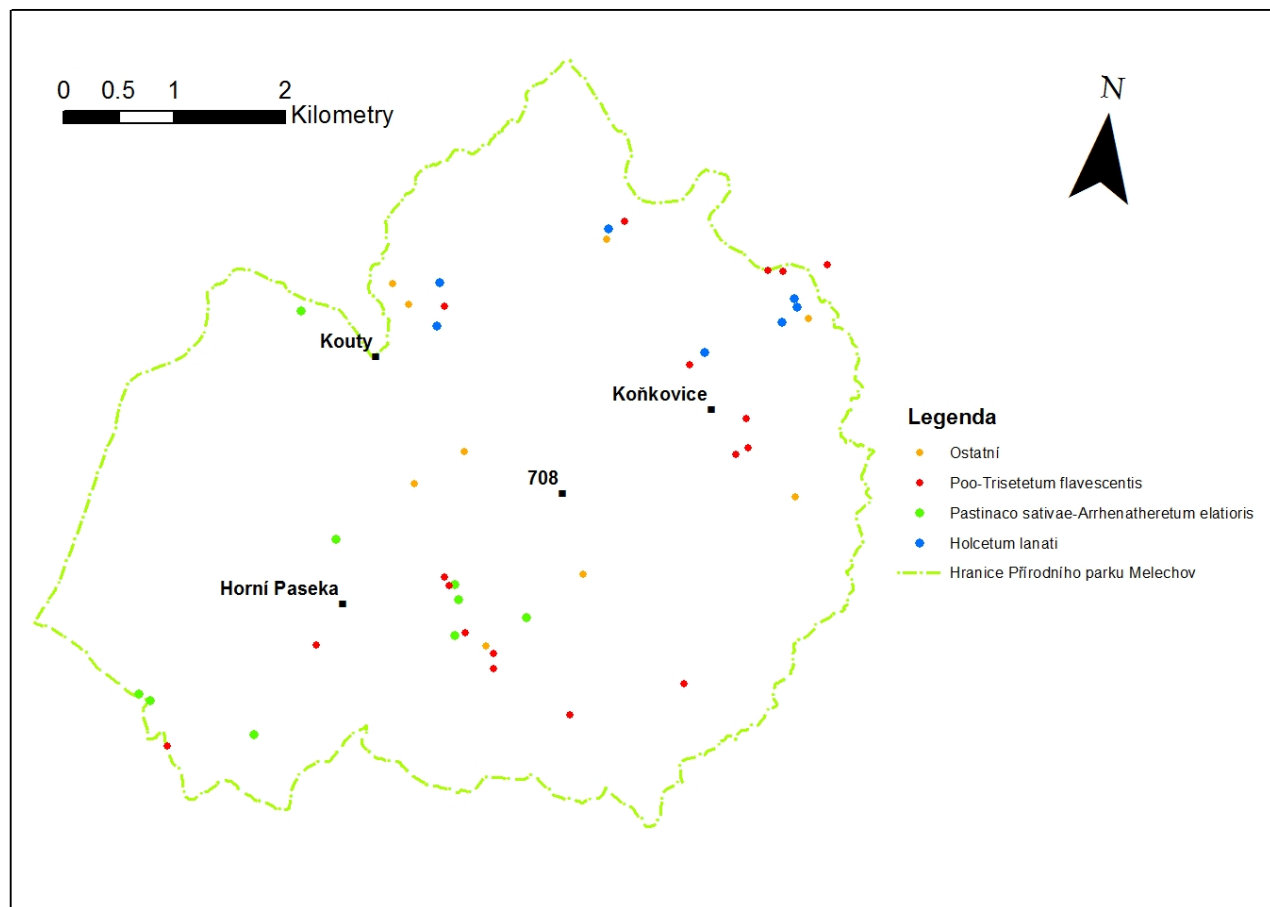 0 0.5 1 2
Kilometry
N
Kouty
Koňkovice
708
Horní Paseka
Legenda
Ostatní
Poo-Trisetetum flavescentis
Pastinaco sativae-Arrhenatheretum elatioris
Holcetum lanati
Hranice Přírodního parku Melechov